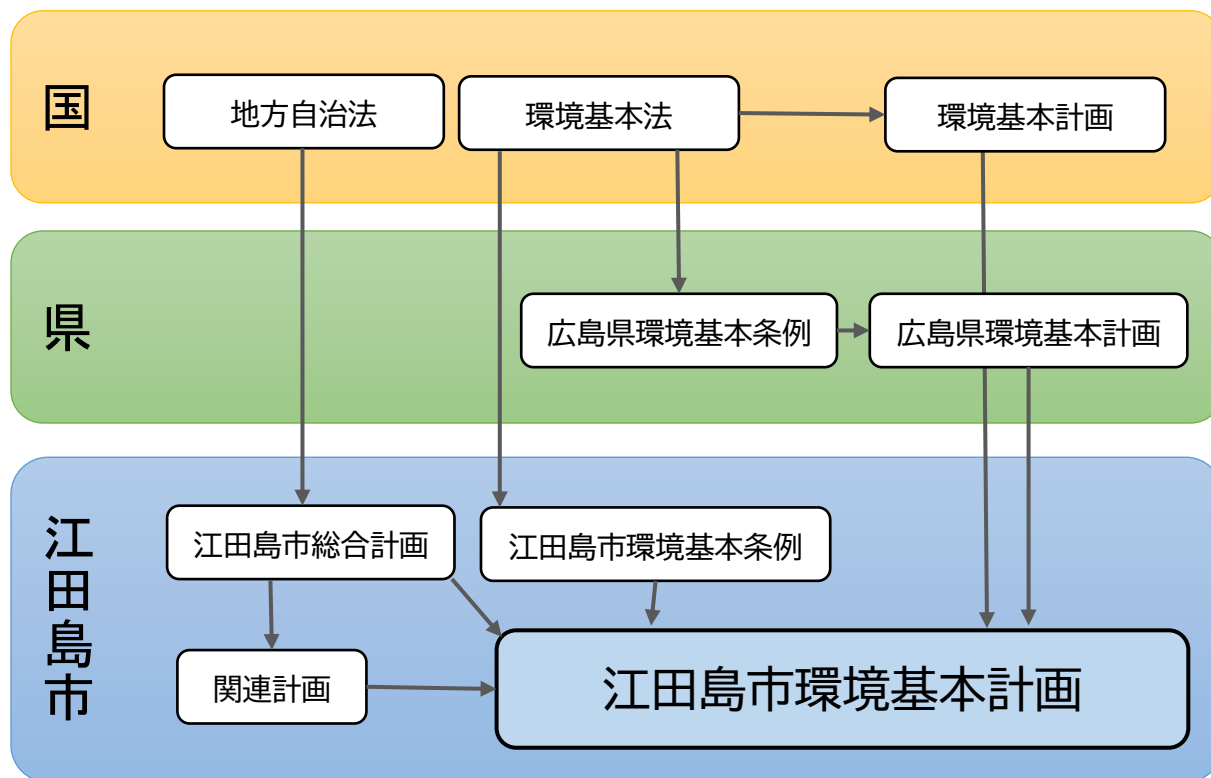 国
地方自治法
環境基本法
環境基本計画
県
広島県環境基本条例
広島県環境基本計画
江田島市
江田島市総合計画
江田島市環境基本条例
関連計画
江田島市環境基本計画